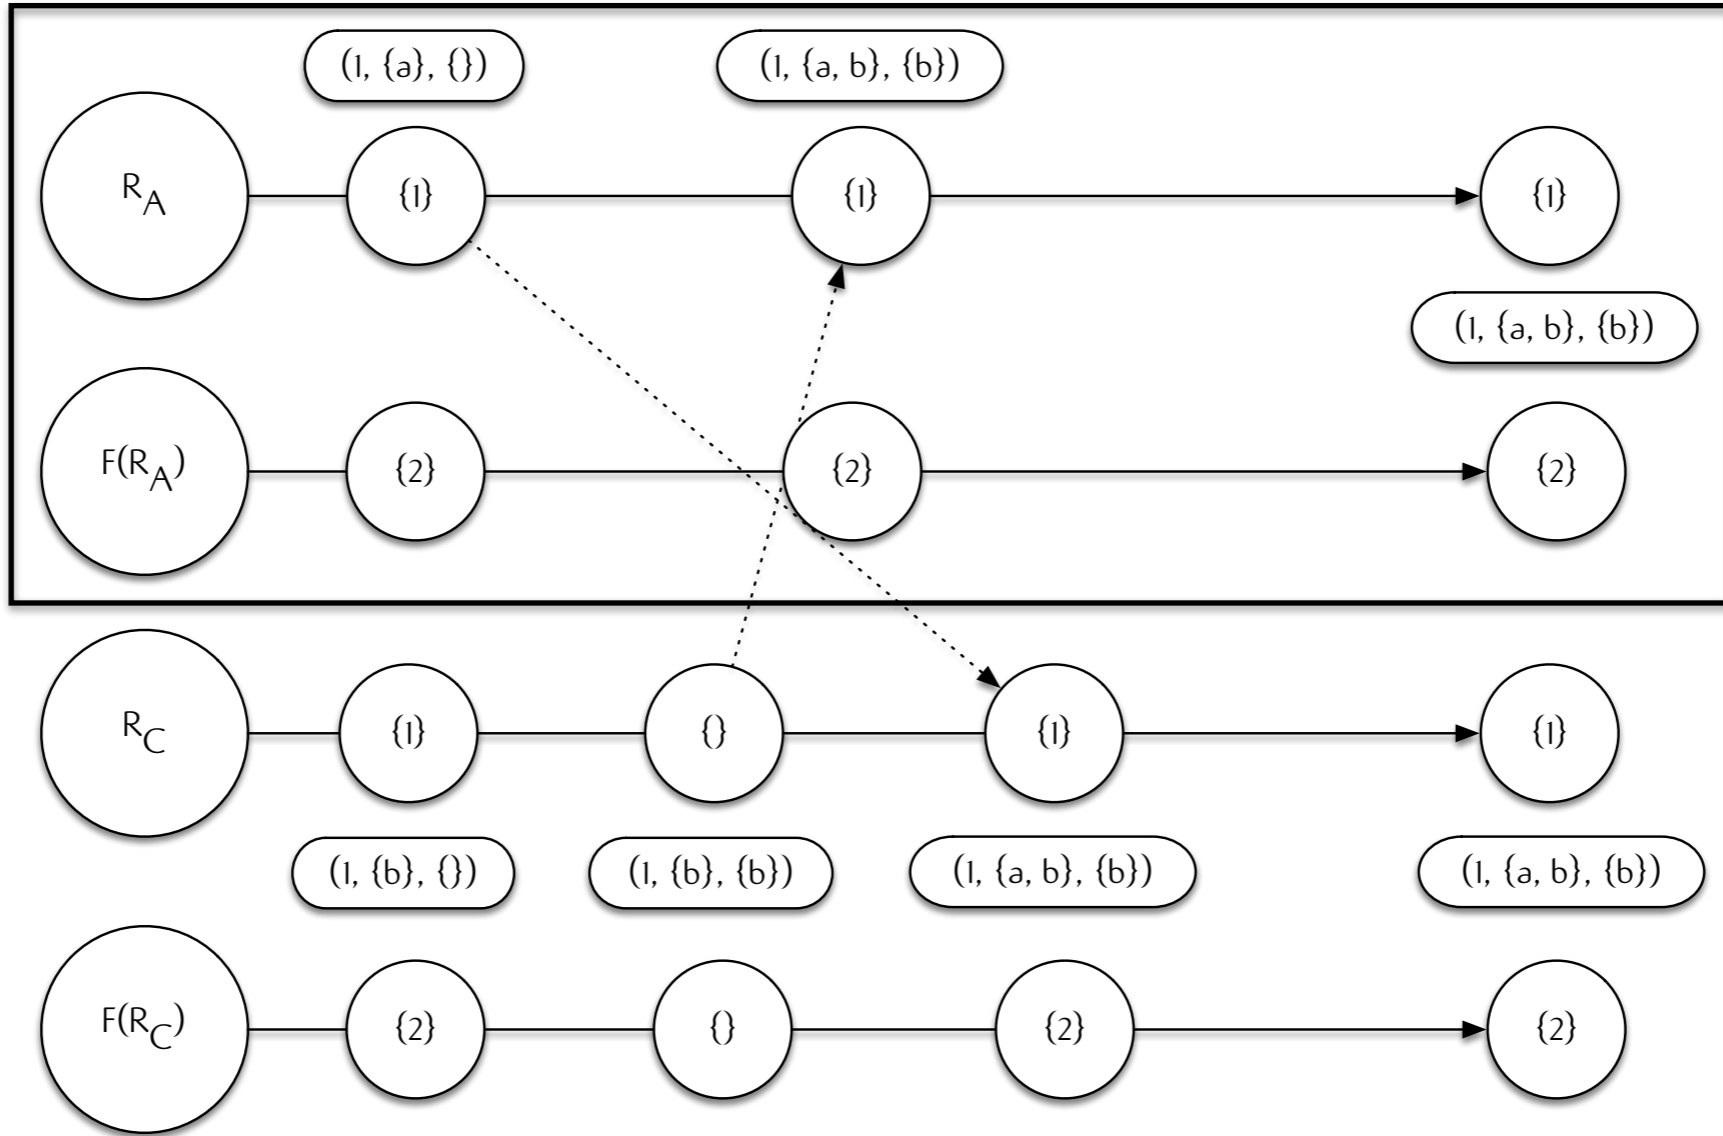 (1, {a}, {}) (1, {a, b}, {b})
R_A {1} {1} {1}
(1, {a, b}, {b})
F(R_A) {2} {2} {2}
R_C {1} {} {1} {1}
(1, {b}, {}) (1, {b}, {b}) (1, {a, b}, {b}) (1, {a, b}, {b})
F(R_C) {2} {} {2} {2}